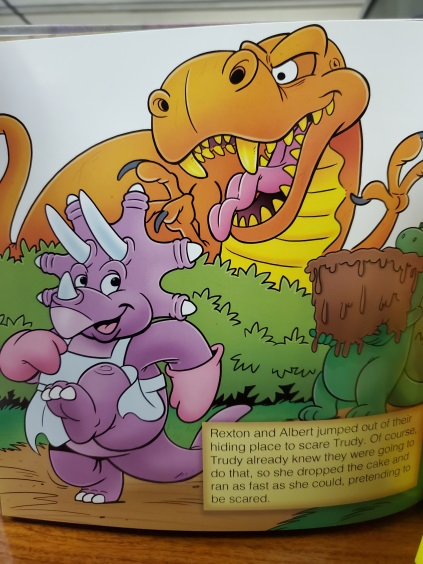 Rexton and Albert jumped out of their
hiding place to scare Trudy. Of course,
Trudy already knew they were going to
do that, so she dropped the cake and
ran as fast as she could, pretending to
be scared.